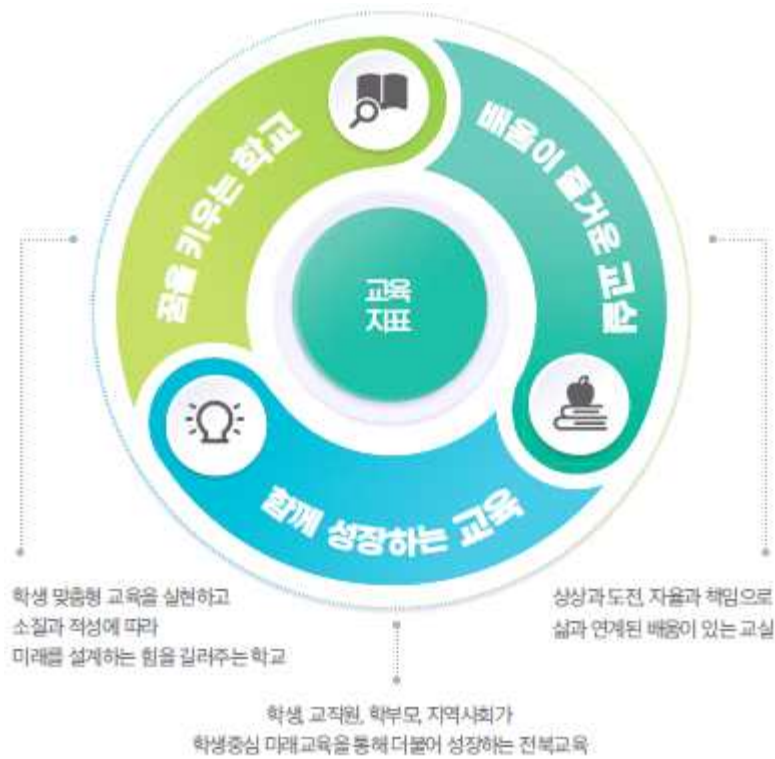 꿈을 키우는 학교
배움이 즐거운 교실
교육
지표
함께 성장하는 교육
학생 맞춤형 교육을 실현하고
소질과 적성에 따라
미래를 설계하는 힘을 길러주는 학교
상상과 도전, 자율과 책임으로
삶과 연계된 배움이 있는 교실
학생, 교직원, 학부모, 지역사회가
학생중심 미래교육을 통해 더불어 성장하는 전북교육